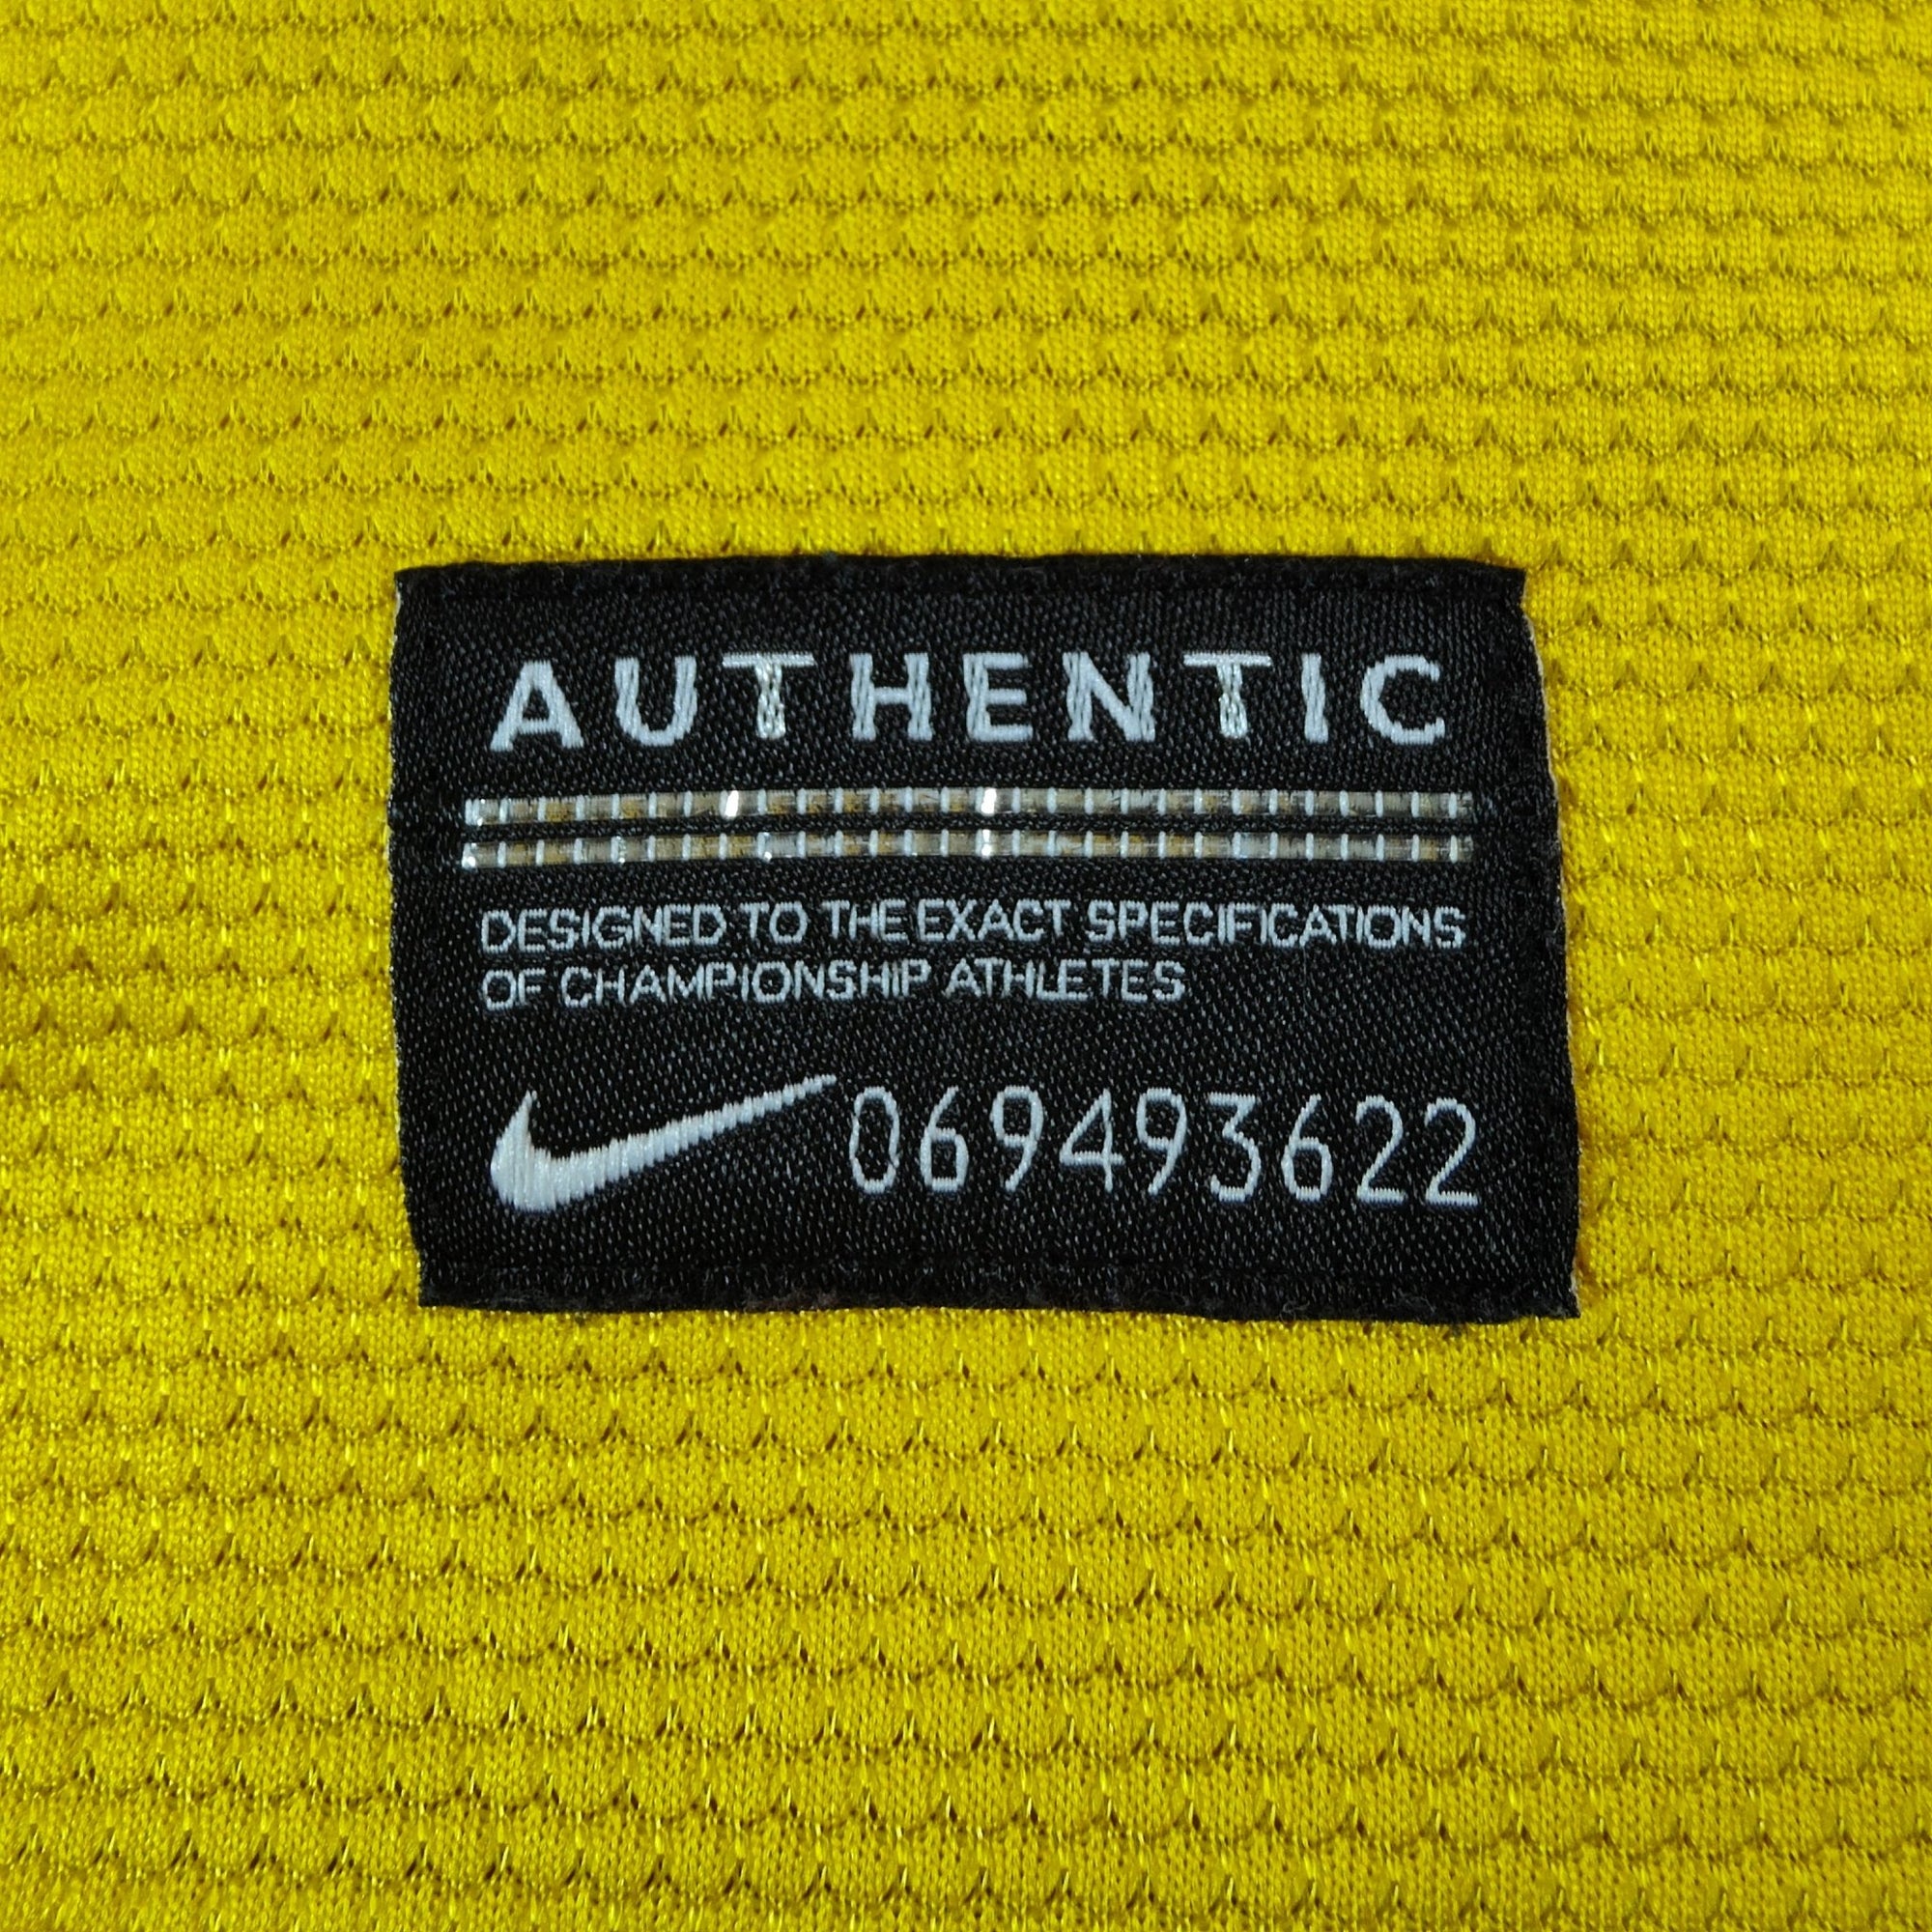 AUTHENTIC
DESIGNED TO THE EXACT SPECIFICATIONS
OF CHAMPIONSHIP ATHLETES
069493622